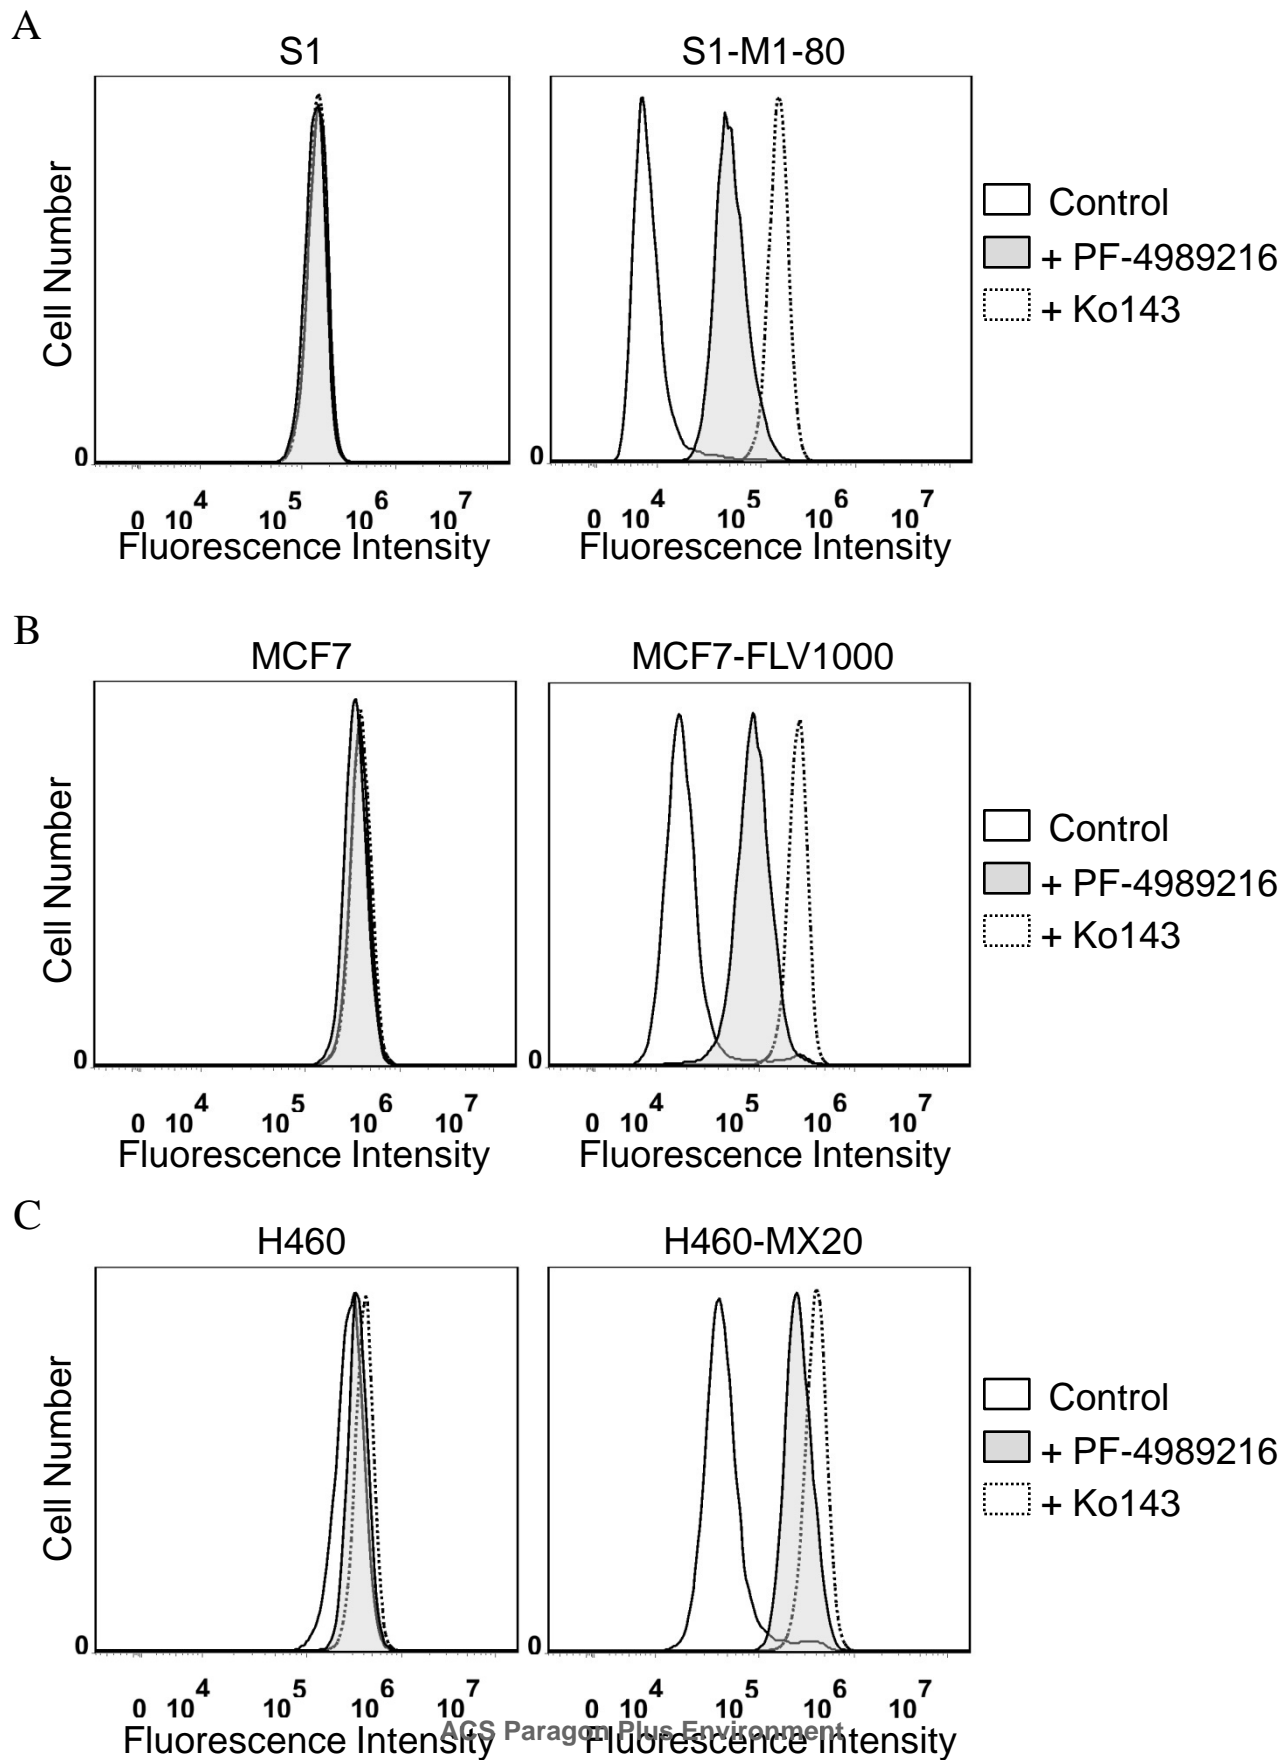 A
S1 S1-M1-80
Cell Number
Control
+ PF-4989216
+ Ko143
0 0
0 10^4 10^5 10^6 10^7 0 10^4 10^5 10^6 10^7
Fluorescence Intensity Fluorescence Intensity
B
MCF7 MCF7-FLV1000
Cell Number
Control
+ PF-4989216
+ Ko143
0 0
0 10^4 10^5 10^6 10^7 0 10^4 10^5 10^6 10^7
Fluorescence Intensity Fluorescence Intensity
C
H460 H460-MX20
Cell Number
Control
+ PF-4989216
+ Ko143
0 0
0 10^4 10^5 10^6 10^7 0 10^4 10^5 10^6 10^7
Fluorescence Intensity Fluorescence Intensity
ACS Paragon Plus Environment